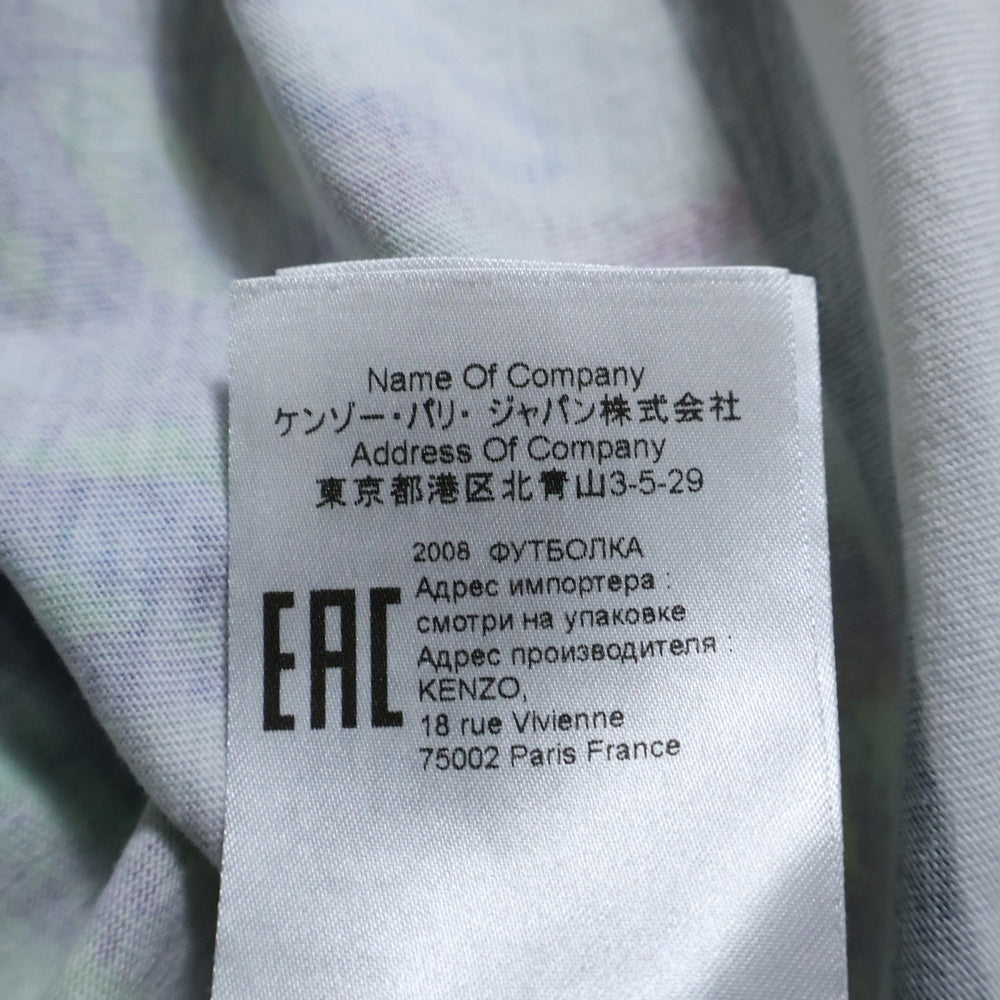 Name Of Company
ケンゾー・パリ・ ジャパン株式会社
Address Of Company
東京都港区北青山3-5-29
2008 ФУТБОЛКА
Адрес импортера :
смотри на упаковке
Адрес производителя :
KENZO,
18 rue Vivienne
75002 Paris France
EAC